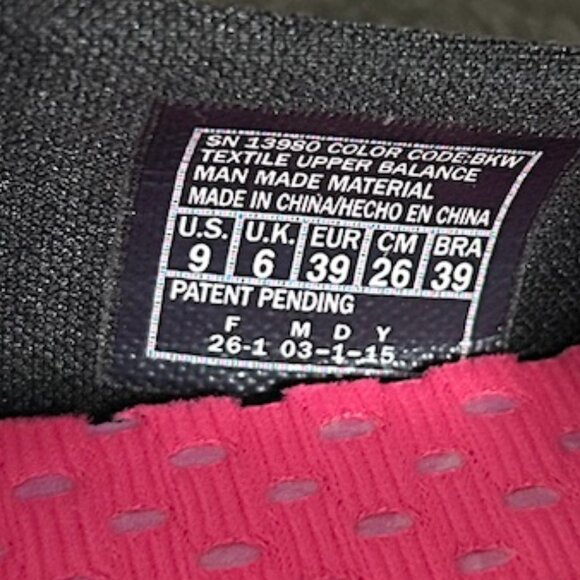 SN 13980 COLOR CODE:BKW
TEXTILE UPPER BALANCE
MAN MADE MATERIAL
MADE IN CHINA/HECHO EN CHINA
U.S. U.K. EUR CM BRA
9 6 39 26 39
PATENT PENDING
F M D Y
26-1 03-1-15